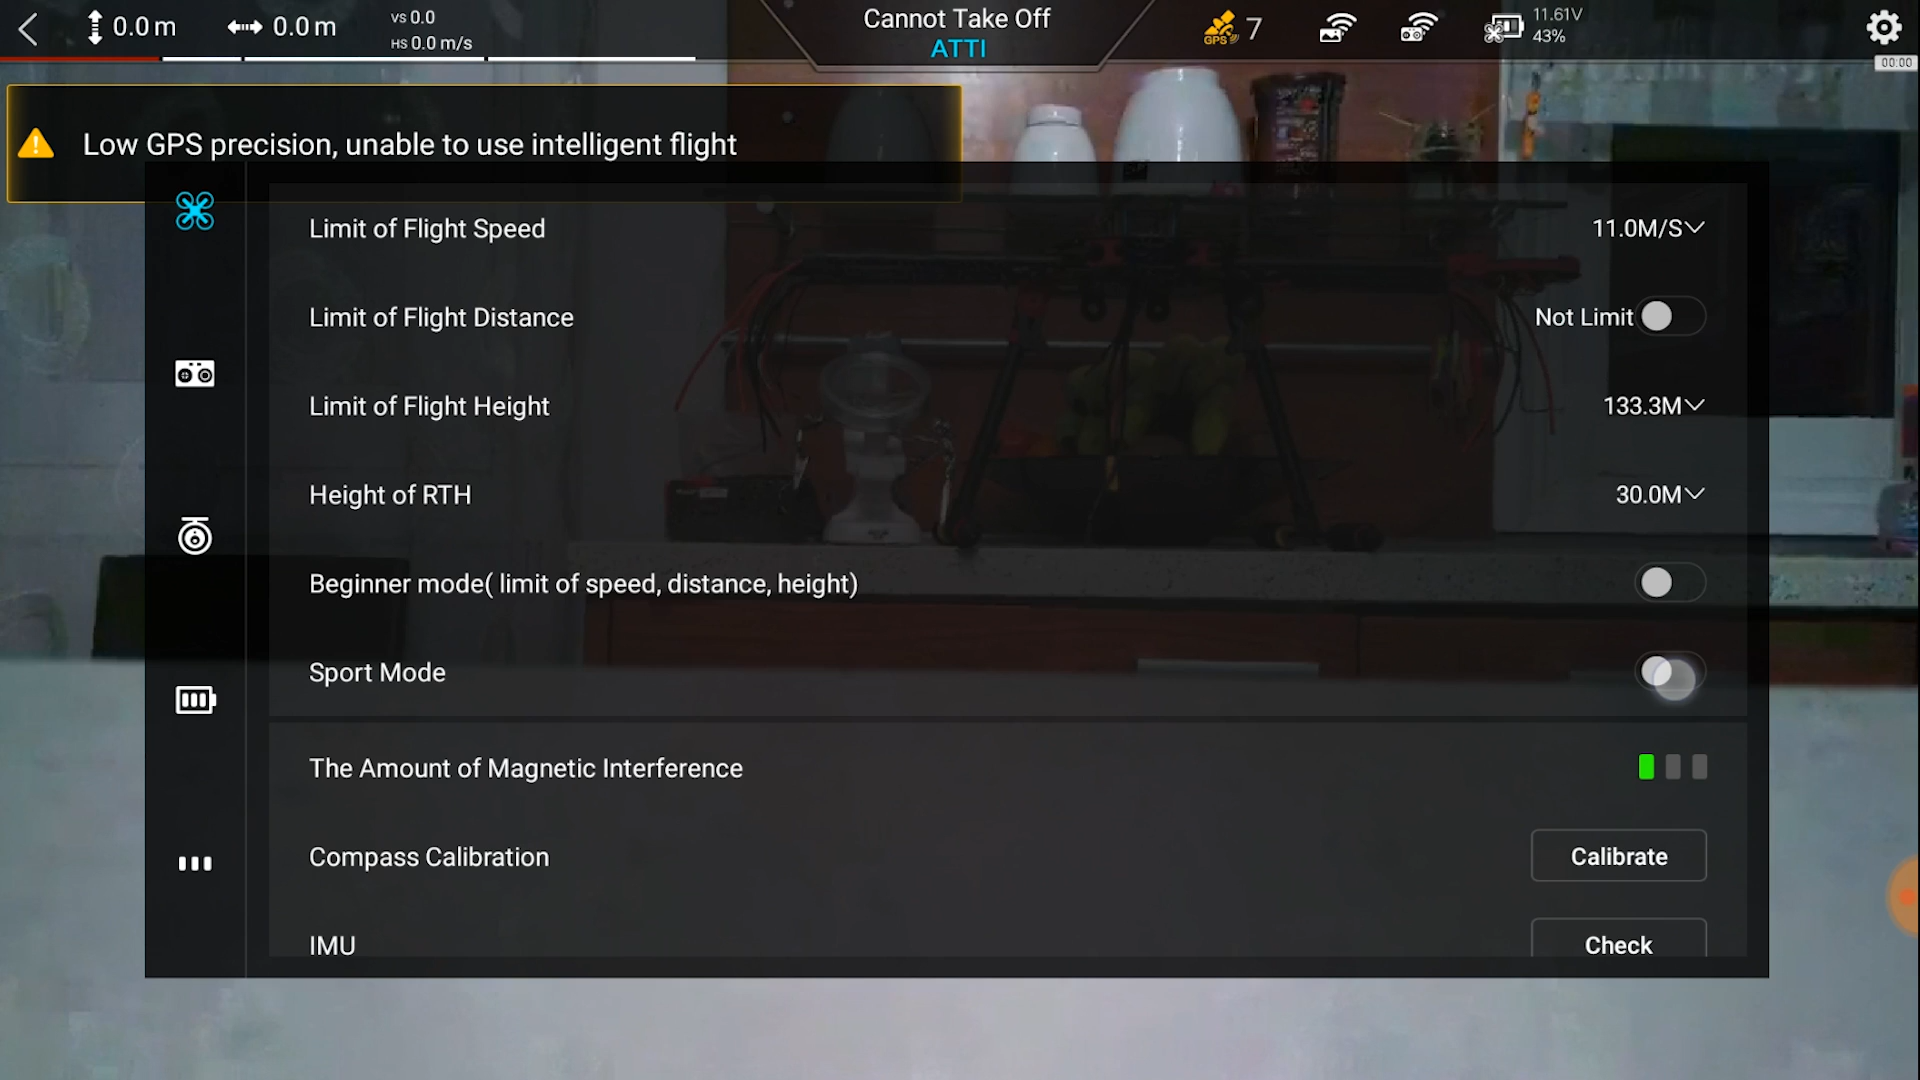 0.0 m
0.0 m
VS 0.0
HS 0.0 m/s
Cannot Take Off
ATTI
GPS
7
11.61V
43%
00:00
Low GPS precision, unable to use intelligent flight
Limit of Flight Speed
11.0M/S
Limit of Flight Distance
Not Limit
Limit of Flight Height
133.3M
Height of RTH
30.0M
Beginner mode( limit of speed, distance, height)
Sport Mode
The Amount of Magnetic Interference
Compass Calibration
Calibrate
IMU
Check